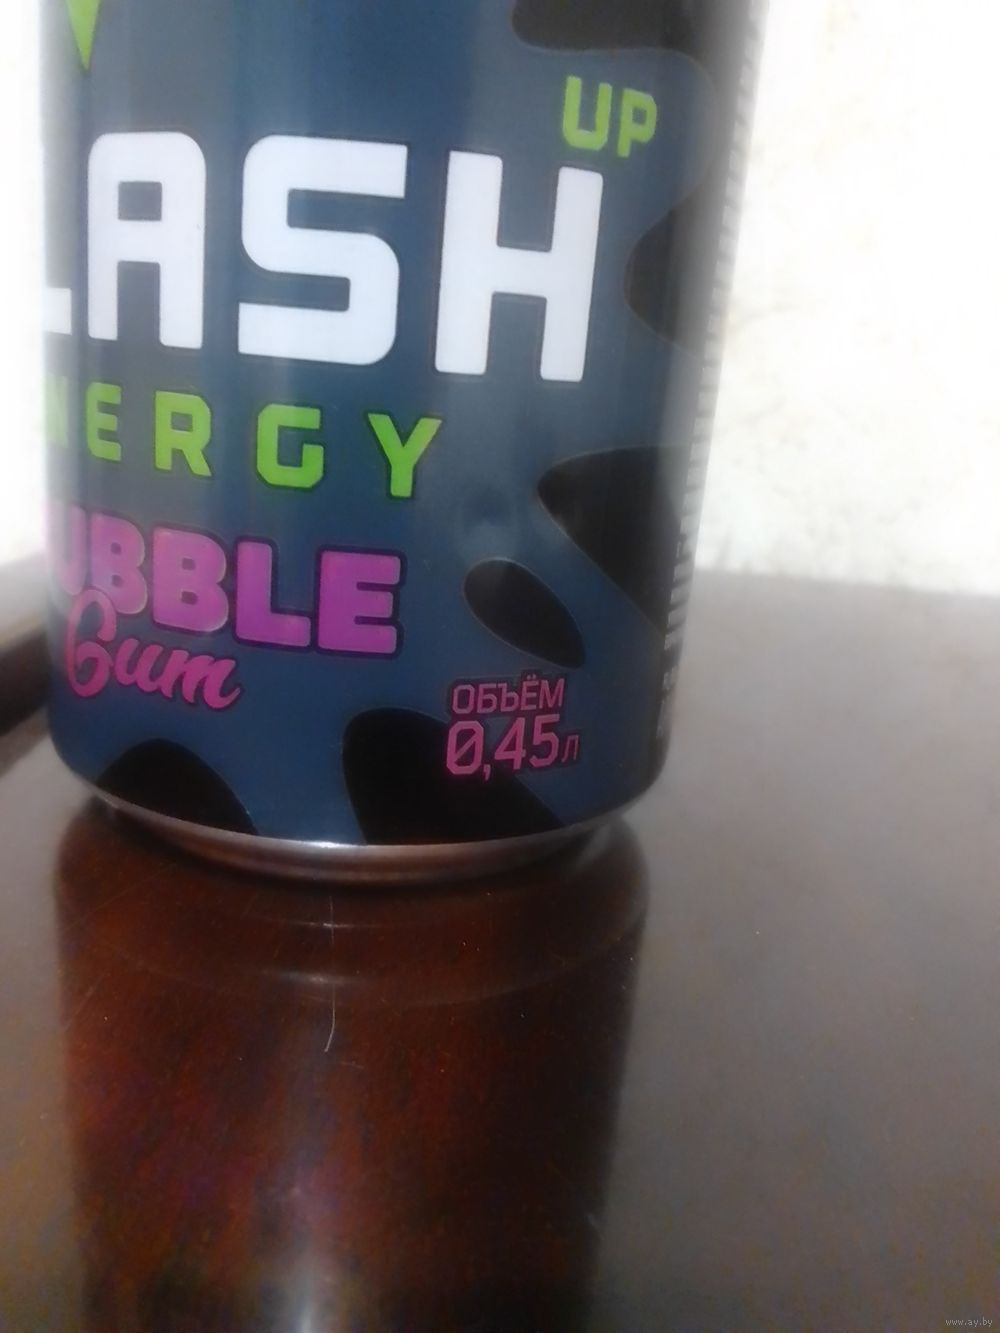 UP
LASH
NERGY
UBBLE
Gum
ОБЪЁМ
0,45л
www.ay.by